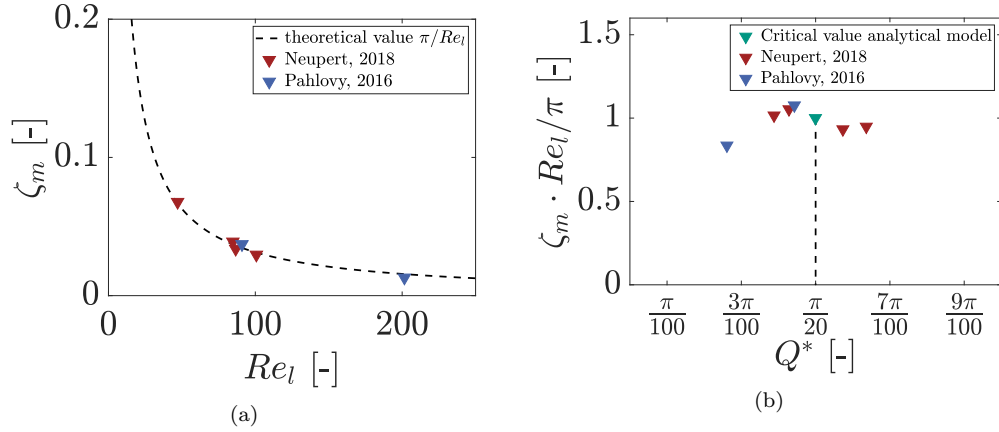 0.2
0.1
0
ζₘ [-]
theoretical value π/Reₗ
Neupert, 2018
Pahlovy, 2016
0 100 200
Reₗ [-]
(a)
1.5
1
0.5
0
ζₘ · Reₗ/π [-]
Critical value analytical model
Neupert, 2018
Pahlovy, 2016
π/100 3π/100 π/20 7π/100 9π/100
Q* [-]
(b)